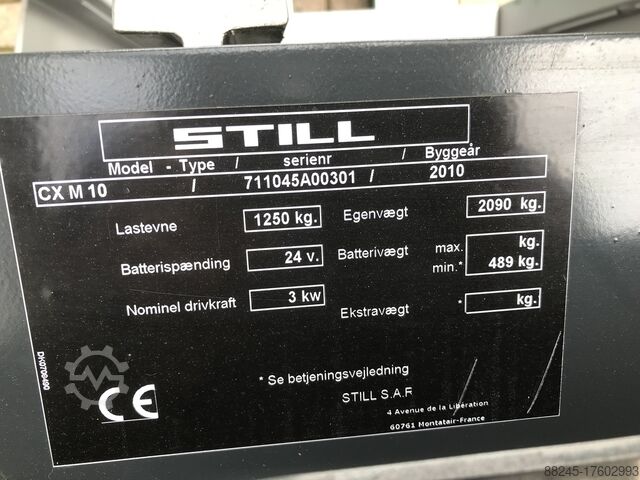 STILL
Model - Type / serienr / Byggeår
CX M 10 / 711045A00301 / 2010
Lastevne 1250 kg. Egenvægt 2090 kg.
Batterispænding 24 v. Batterivægt max. kg.
min.* 489 kg.
Nominel drivkraft 3 kw Ekstravægt * kg.
* Se betjeningsvejledning
STILL S.A.R
4 Avenue de la Libération
60761 Montatair-France
CE
88245-17602993